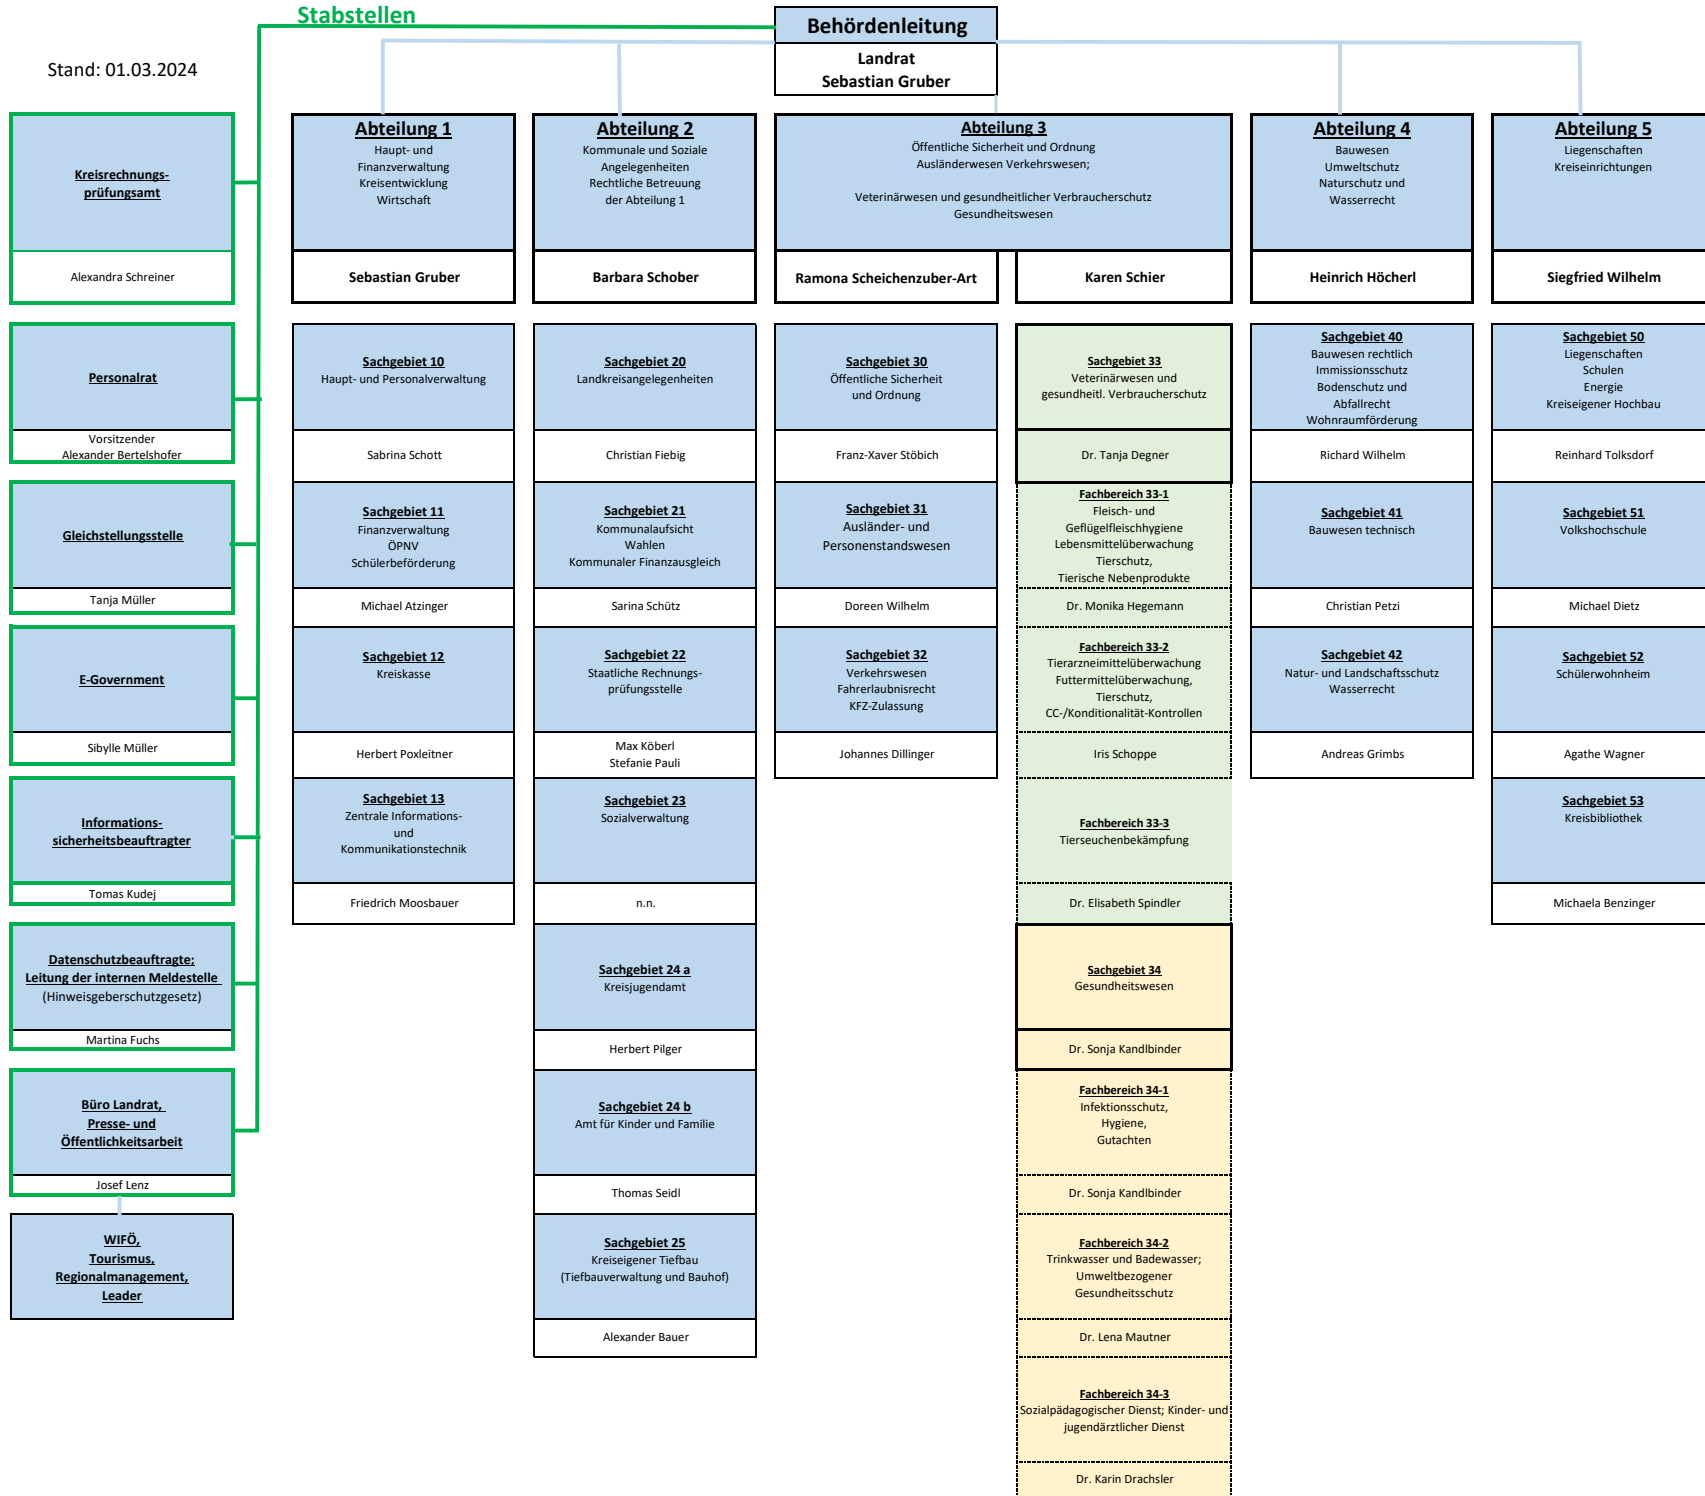 Stabstellen
Behördenleitung
Landrat
Sebastian Gruber
Stand: 01.03.2024
Kreisrechnungs-
prüfungsamt
Alexandra Schreiner
Personalrat
Vorsitzender
Alexander Bertelshofer
Gleichstellungsstelle
Tanja Müller
E-Government
Sibylle Müller
Informations-
sicherheitsbeauftragter
Tomas Kudej
Datenschutzbeauftragte;
Leitung der internen Meldestelle
(Hinweisgeberschutzgesetz)
Martina Fuchs
Büro Landrat,
Presse- und
Öffentlichkeitsarbeit
Josef Lenz
WIFÖ,
Tourismus,
Regionalmanagement,
Leader
Abteilung 1
Haupt- und
Finanzverwaltung
Kreisentwicklung
Wirtschaft
Sebastian Gruber
Sachgebiet 10
Haupt- und Personalverwaltung
Sabrina Schott
Sachgebiet 11
Finanzverwaltung
ÖPNV
Schülerbeförderung
Michael Atzinger
Sachgebiet 12
Kreiskasse
Herbert Poxleitner
Sachgebiet 13
Zentrale Informations-
und
Kommunikationstechnik
Friedrich Moosbauer
Abteilung 2
Kommunale und Soziale
Angelegenheiten
Rechtliche Betreuung
der Abteilung 1
Barbara Schober
Sachgebiet 20
Landkreisangelegenheiten
Christian Fiebig
Sachgebiet 21
Kommunalaufsicht
Wahlen
Kommunaler Finanzausgleich
Sarina Schütz
Sachgebiet 22
Staatliche Rechnungs-
prüfungsstelle
Max Köberl
Stefanie Pauli
Sachgebiet 23
Sozialverwaltung
n.n.
Sachgebiet 24 a
Kreisjugendamt
Herbert Pilger
Sachgebiet 24 b
Amt für Kinder und Familie
Thomas Seidl
Sachgebiet 25
Kreiseigener Tiefbau
(Tiefbauverwaltung und Bauhof)
Alexander Bauer
Abteilung 3
Öffentliche Sicherheit und Ordnung
Ausländerwesen Verkehrswesen;
Veterinärwesen und gesundheitlicher Verbraucherschutz
Gesundheitswesen
Ramona Scheichenzuber-Art
Sachgebiet 30
Öffentliche Sicherheit
und Ordnung
Franz-Xaver Stöbich
Sachgebiet 31
Ausländer- und
Personenstandswesen
Doreen Wilhelm
Sachgebiet 32
Verkehrswesen
Fahrerlaubnisrecht
KFZ-Zulassung
Johannes Dillinger
Karen Schier
Sachgebiet 33
Veterinärwesen und
gesundheitl. Verbraucherschutz
Dr. Tanja Degner
Fachbereich 33-1
Fleisch- und
Geflügelfleischhygiene
Lebensmittelüberwachung
Tierschutz,
Tierische Nebenprodukte
Dr. Monika Hegemann
Fachbereich 33-2
Tierarzneimittelüberwachung
Futtermittelüberwachung,
Tierschutz,
CC-/Konditionalität-Kontrollen
Iris Schoppe
Fachbereich 33-3
Tierseuchenbekämpfung
Dr. Elisabeth Spindler
Sachgebiet 34
Gesundheitswesen
Dr. Sonja Kandlbinder
Fachbereich 34-1
Infektionsschutz,
Hygiene,
Gutachten
Dr. Sonja Kandlbinder
Fachbereich 34-2
Trinkwasser und Badewasser;
Umweltbezogener
Gesundheitsschutz
Dr. Lena Mautner
Fachbereich 34-3
Sozialpädagogischer Dienst; Kinder- und
jugendärztlicher Dienst
Dr. Karin Drachsler
Abteilung 4
Bauwesen
Umweltschutz
Naturschutz und
Wasserrecht
Heinrich Höcherl
Sachgebiet 40
Bauwesen rechtlich
Immissionsschutz
Bodenschutz und
Abfallrecht
Wohnraumförderung
Richard Wilhelm
Sachgebiet 41
Bauwesen technisch
Christian Petzi
Sachgebiet 42
Natur- und Landschaftsschutz
Wasserrecht
Andreas Grimbs
Abteilung 5
Liegenschaften
Kreiseinrichtungen
Siegfried Wilhelm
Sachgebiet 50
Liegenschaften
Schulen
Energie
Kreiseigener Hochbau
Reinhard Tolksdorf
Sachgebiet 51
Volkshochschule
Michael Dietz
Sachgebiet 52
Schülerwohnheim
Agathe Wagner
Sachgebiet 53
Kreisbibliothek
Michaela Benzinger